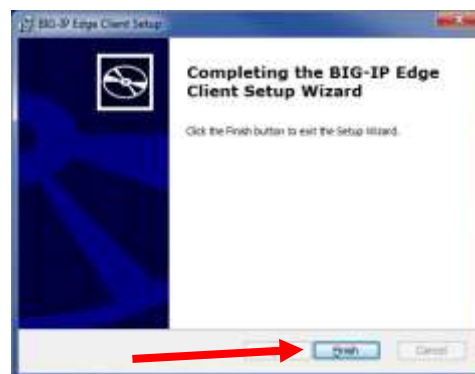 BIG-IP Edge Client Setup
Completing the BIG-IP Edge
Client Setup Wizard
Click the Finish button to exit the Setup Wizard.
Finish
Cancel